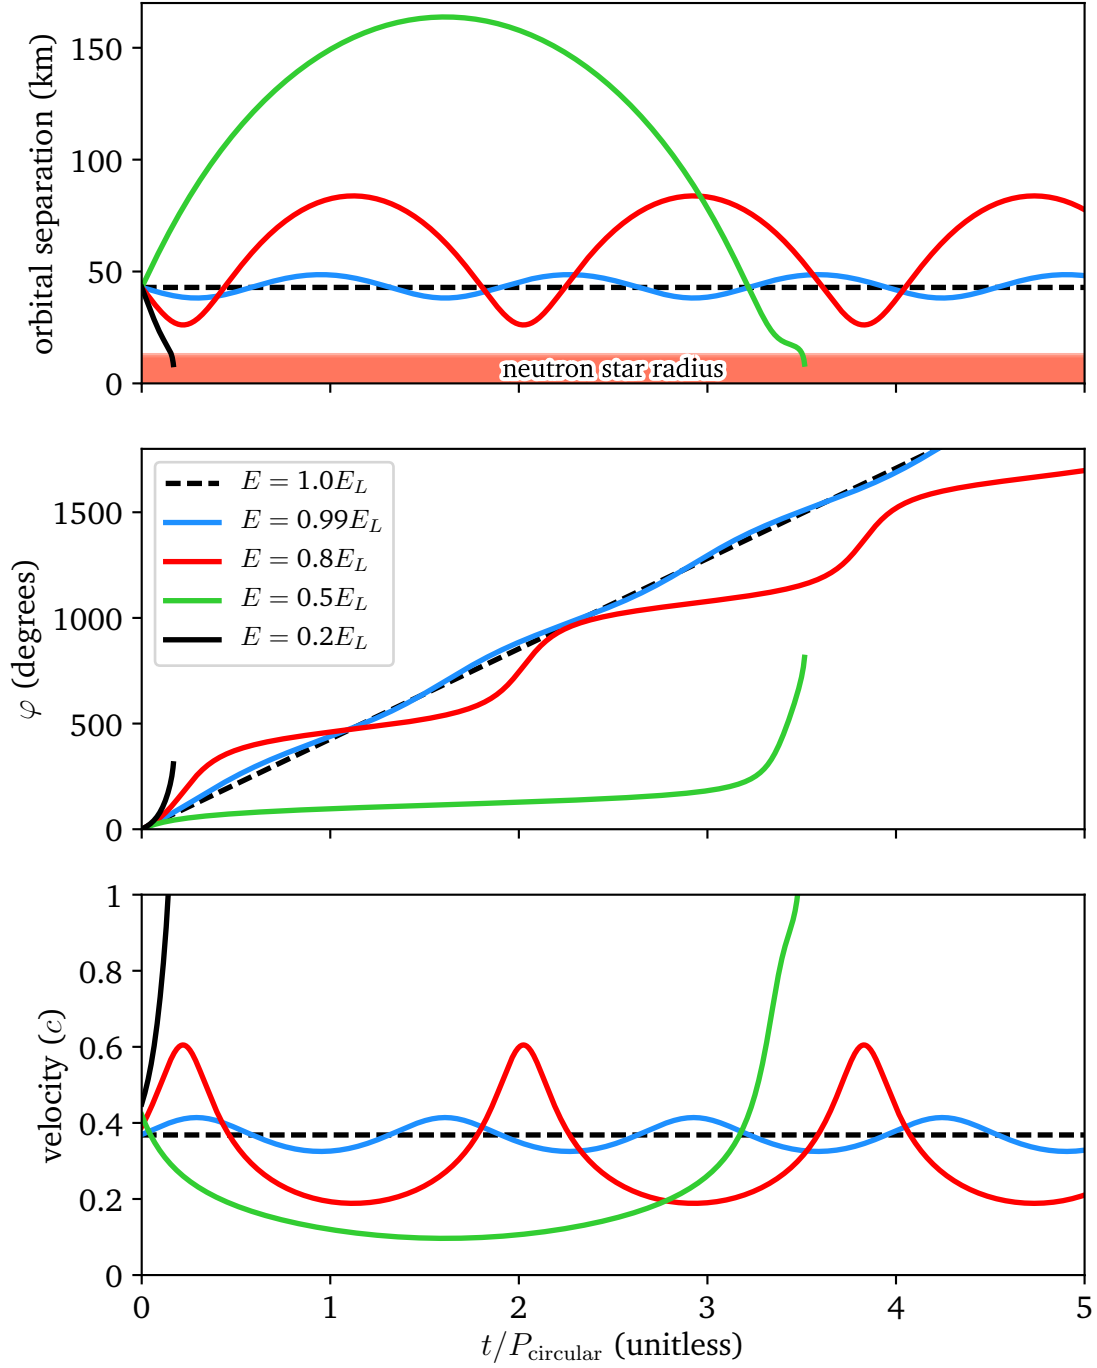 150
100
50
0
orbital separation (km)
neutron star radius
1500
1000
500
0
φ (degrees)
E = 1.0E_L
E = 0.99E_L
E = 0.8E_L
E = 0.5E_L
E = 0.2E_L
1
0.8
0.6
0.4
0.2
0
velocity (c)
0 1 2 3 4 5
t/P_circular (unitless)